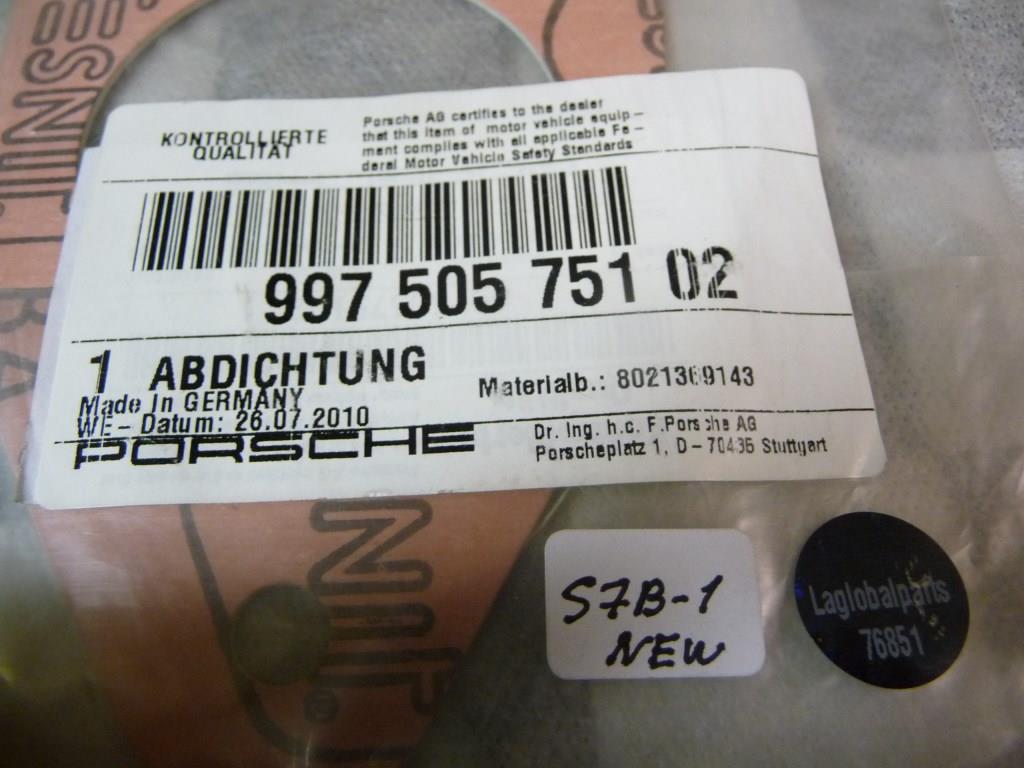 KONTROLLIERTE
QUALITAT
Porsche AG certifies to the dealer
that this item of motor vehicle equip-
ment complies with all applicable Fe-
deral Motor Vehicle Safety Standards
997 505 751 02
1 ABDICHTUNG
Made In GERMANY
WE-Datum: 26.07.2010
Materialb.: 8021369143
PORSCHE
Dr. Ing. h.c. F.Porsche AG
Porscheplatz 1, D-70435 Stuttgart
S7B-1
NEW
Laglobalparts
76851